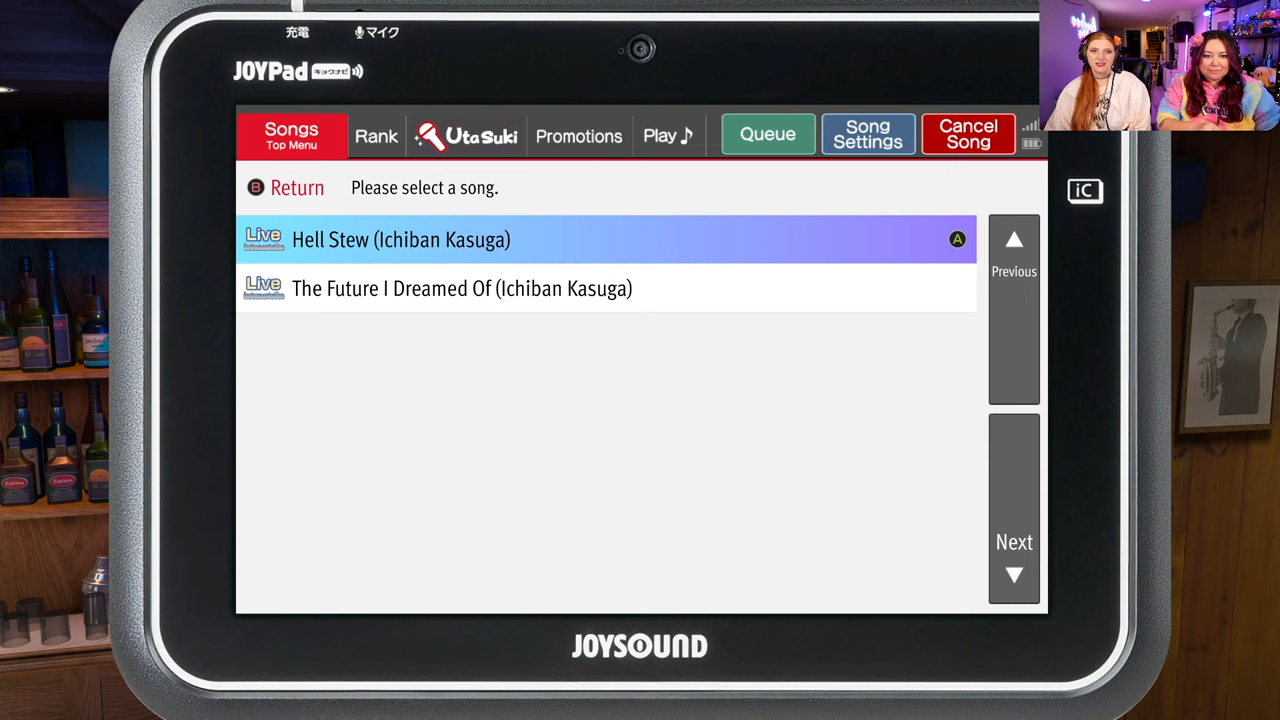 充電 マイク
JOYPad キョクナビ
Songs
Top Menu
Rank
UtaSuki
Promotions
Play♪
Queue
Song
Settings
Cancel
Song
B Return Please select a song.
iC
Live Instrumentation Hell Stew (Ichiban Kasuga) A
Live Instrumentation The Future I Dreamed Of (Ichiban Kasuga)
Previous
Next
JOYSOUND